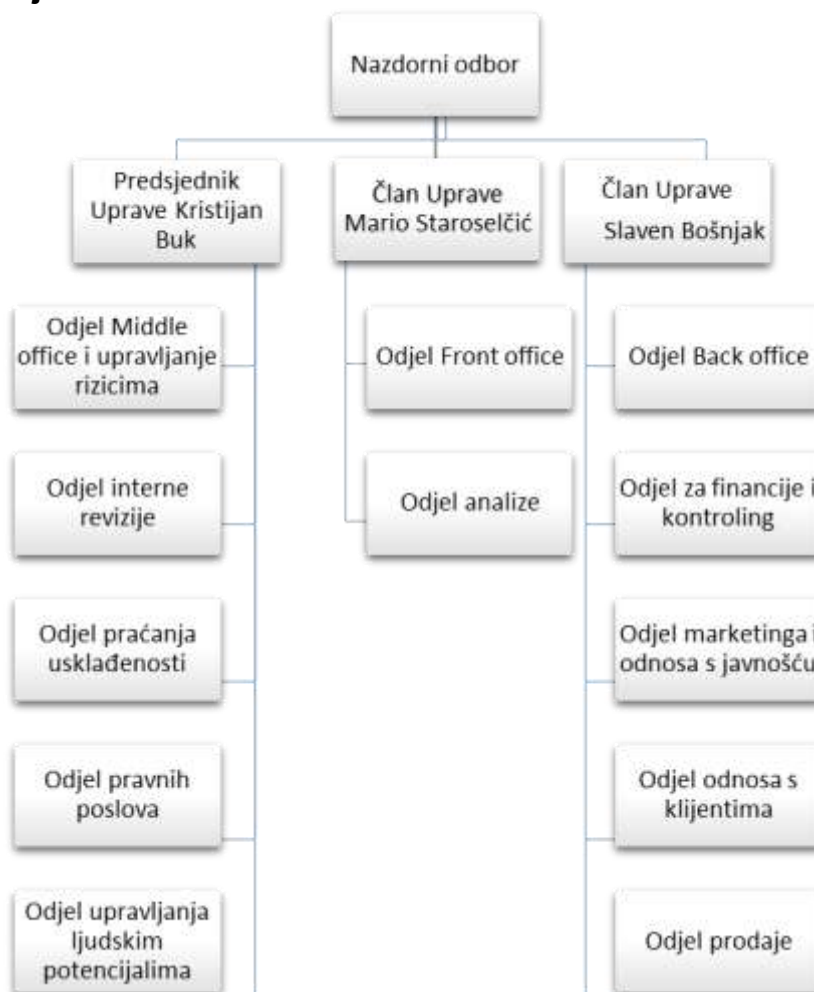 Nazdorni odbor
Predsjednik
Uprave Kristijan
Buk
Član Uprave
Mario Staroselčić
Član Uprave
Slaven Bošnjak
Odjel Middle
office i upravljanje
rizicima
Odjel Front office
Odjel Back office
Odjel interne
revizije
Odjel analize
Odjel za financije i
kontroling
Odjel praćanja
usklađenosti
Odjel marketinga i
odnosa s javnošću
Odjel pravnih
poslova
Odjel odnosa s
klijentima
Odjel upravljanja
ljudskim
potencijalima
Odjel prodaje